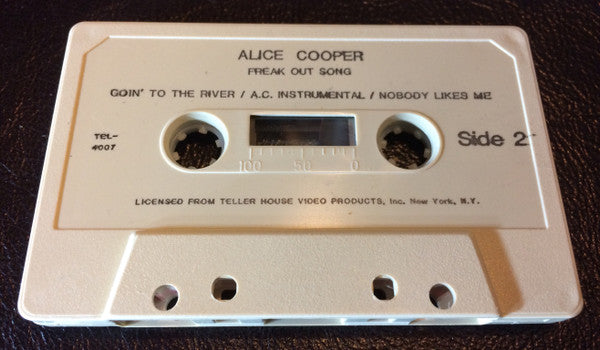 ALICE COOPER
FREAK OUT SONG
GOIN' TO THE RIVER / A.C. INSTRUMENTAL / NOBODY LIKES ME
TEL-
4007
Side 2
100 50 0
LICENSED FROM TELLER HOUSE VIDEO PRODUCTS, Inc. New York, N.Y.